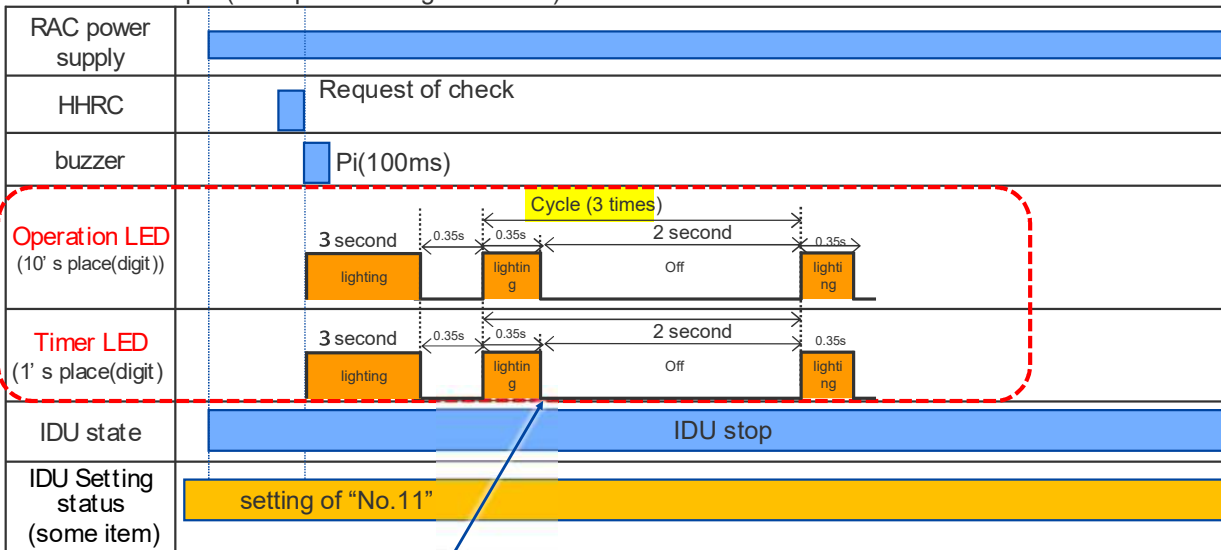 RAC power
supply
HHRC
Request of check
buzzer
Pi(100ms)
Operation LED
(10' s place(digit))
Cycle (3 times)
3 second
0.35s
0.35s
2 second
0.35s
lighting
lightin
g
Off
lighti
ng
Timer LED
(1' s place(digit)
3 second
0.35s
0.35s
2 second
0.35s
lighting
lightin
g
Off
lighti
ng
IDU state
IDU stop
IDU Setting
status
(some item)
setting of “No.11”